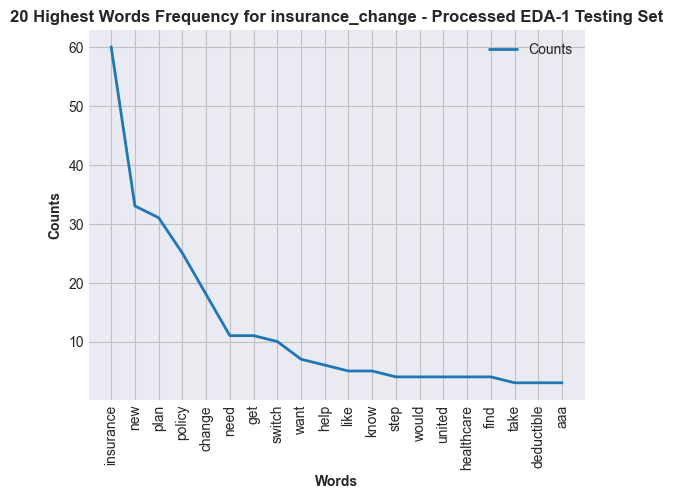 20 Highest Words Frequency for insurance_change - Processed EDA-1 Testing Set
Counts
60
50
40
30
20
10
Counts
insurance
new
plan
policy
change
need
get
switch
want
help
like
know
step
would
united
healthcare
find
take
deductible
aaa
Words